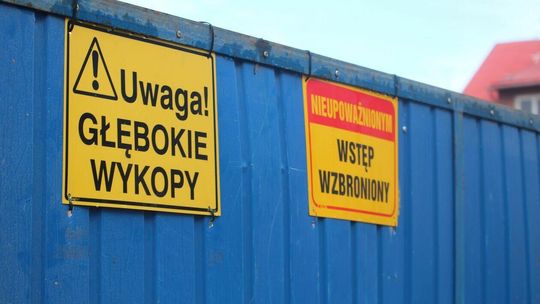 Uwaga!
GŁĘBOKIE
WYKOPY
NIEUPOWAŻNIONYM
WSTĘP
WZBRONIONY